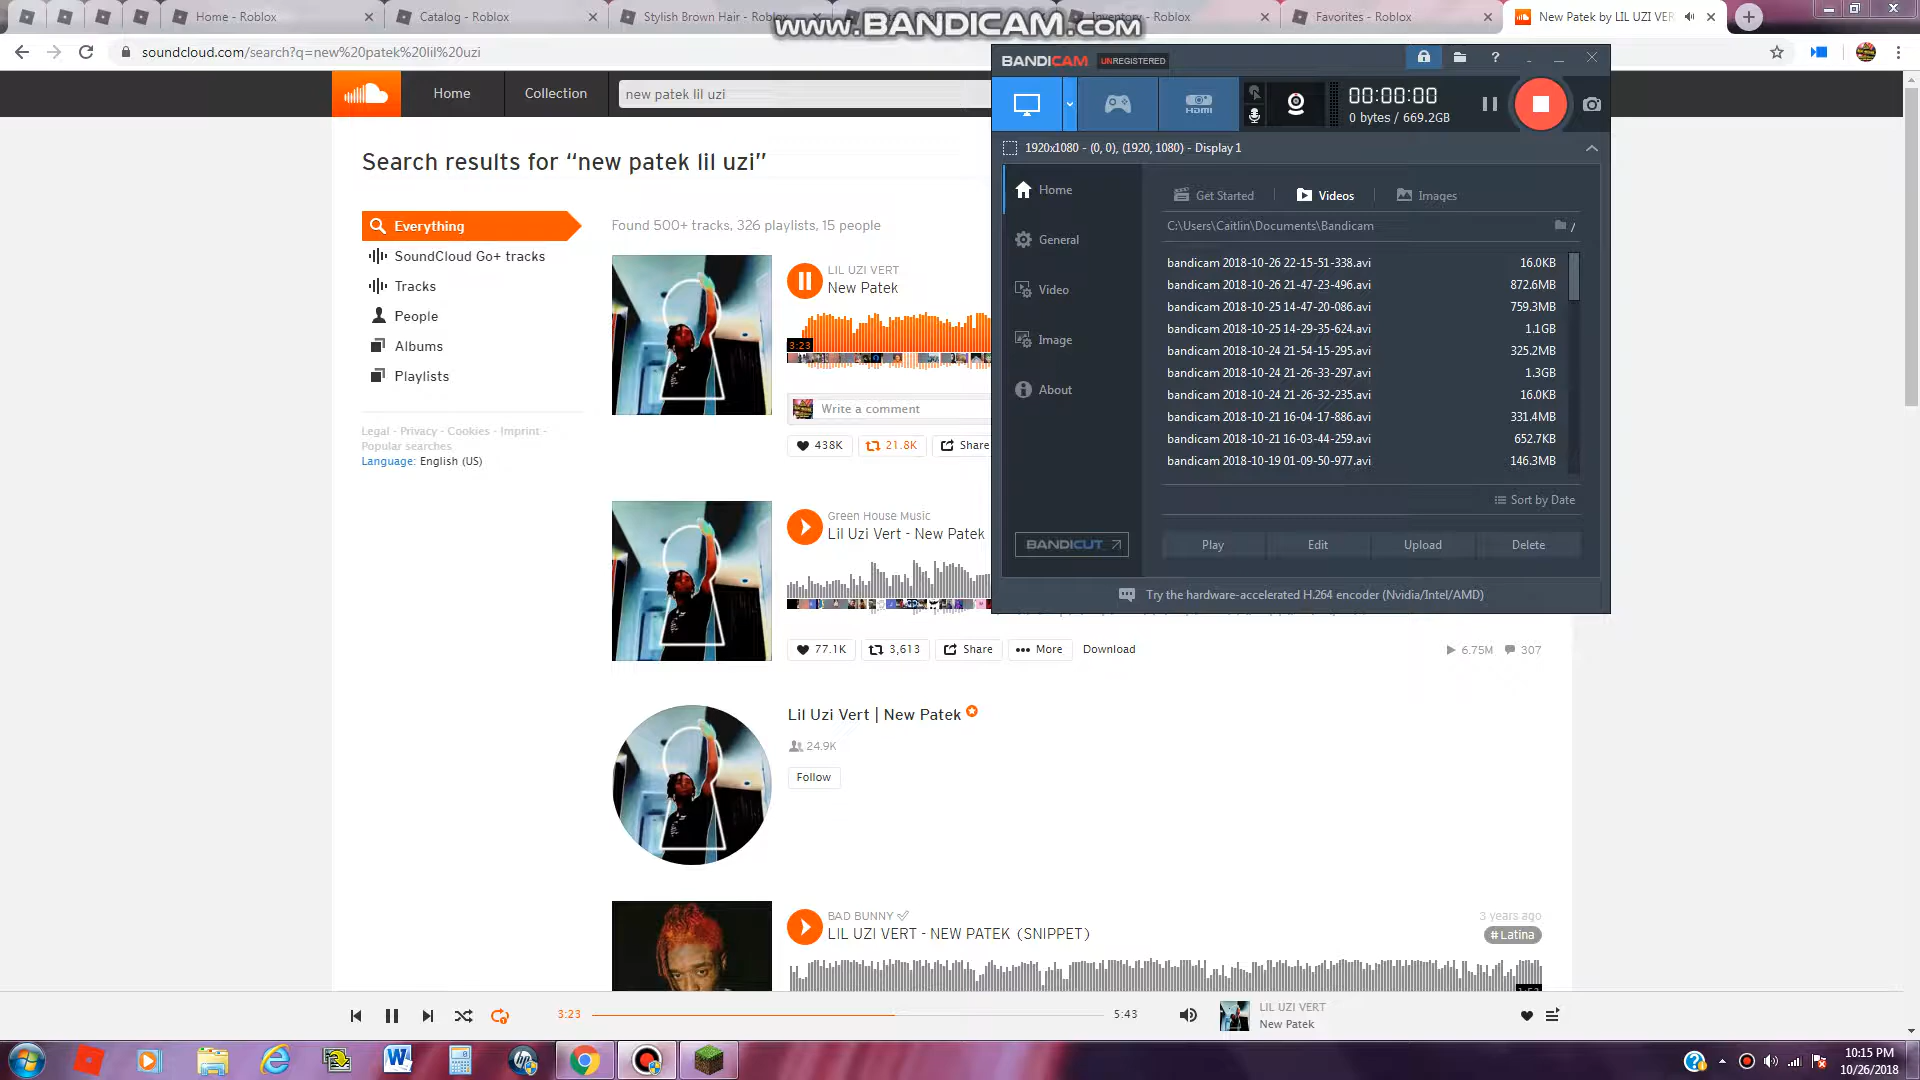 Home - Roblox
Catalog - Roblox
Stylish Brown Hair - Roblox
www.BANDICAM.com
Inventory - Roblox
Favorites - Roblox
New Patek by LIL UZI VER
soundcloud.com/search?q=new%20patek%20lil%20uzi
Home
Collection
new patek lil uzi
Search results for “new patek lil uzi”
Everything
SoundCloud Go+ tracks
Tracks
People
Albums
Playlists
Legal - Privacy - Cookies - Imprint -
Popular searches
Language: English (US)
Found 500+ tracks, 326 playlists, 15 people
LIL UZI VERT
New Patek
3:23
Write a comment
438K
21.8K
Share
Green House Music
Lil Uzi Vert - New Patek
77.1K
3,613
Share
More
Download
6.75M
307
Lil Uzi Vert | New Patek
24.9K
Follow
BAD BUNNY
LIL UZI VERT - NEW PATEK (SNIPPET)
3 years ago
# Latina
BANDICAM
UNREGISTERED
?
HDMI
00:00:00
0 bytes / 669.2GB
1920x1080 - (0, 0), (1920, 1080) - Display 1
Home
General
Video
Image
About
BANDICUT
Get Started
Videos
Images
C:\Users\Caitlin\Documents\Bandicam
/
bandicam 2018-10-26 22-15-51-338.avi 16.0KB
bandicam 2018-10-26 21-47-23-496.avi 872.6MB
bandicam 2018-10-25 14-47-20-086.avi 759.3MB
bandicam 2018-10-25 14-29-35-624.avi 1.1GB
bandicam 2018-10-24 21-54-15-295.avi 325.2MB
bandicam 2018-10-24 21-26-33-297.avi 1.3GB
bandicam 2018-10-24 21-26-32-235.avi 16.0KB
bandicam 2018-10-21 16-04-17-886.avi 331.4MB
bandicam 2018-10-21 16-03-44-259.avi 652.7KB
bandicam 2018-10-19 01-09-50-977.avi 146.3MB
Sort by Date
Play
Edit
Upload
Delete
Try the hardware-accelerated H.264 encoder (Nvidia/Intel/AMD)
3:23
5:43
LIL UZI VERT
New Patek
10:15 PM
10/26/2018